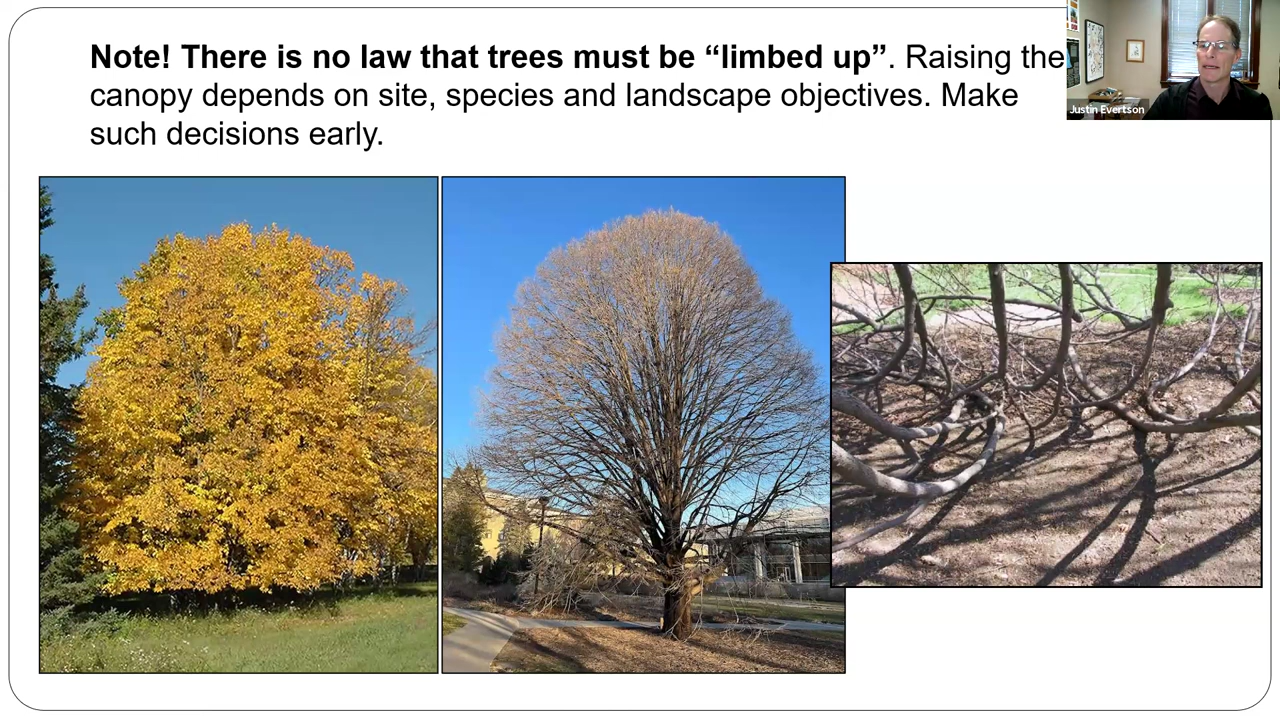 Note! There is no law that trees must be “limbed up”. Raising the
canopy depends on site, species and landscape objectives. Make
such decisions early.
Justin Evertson